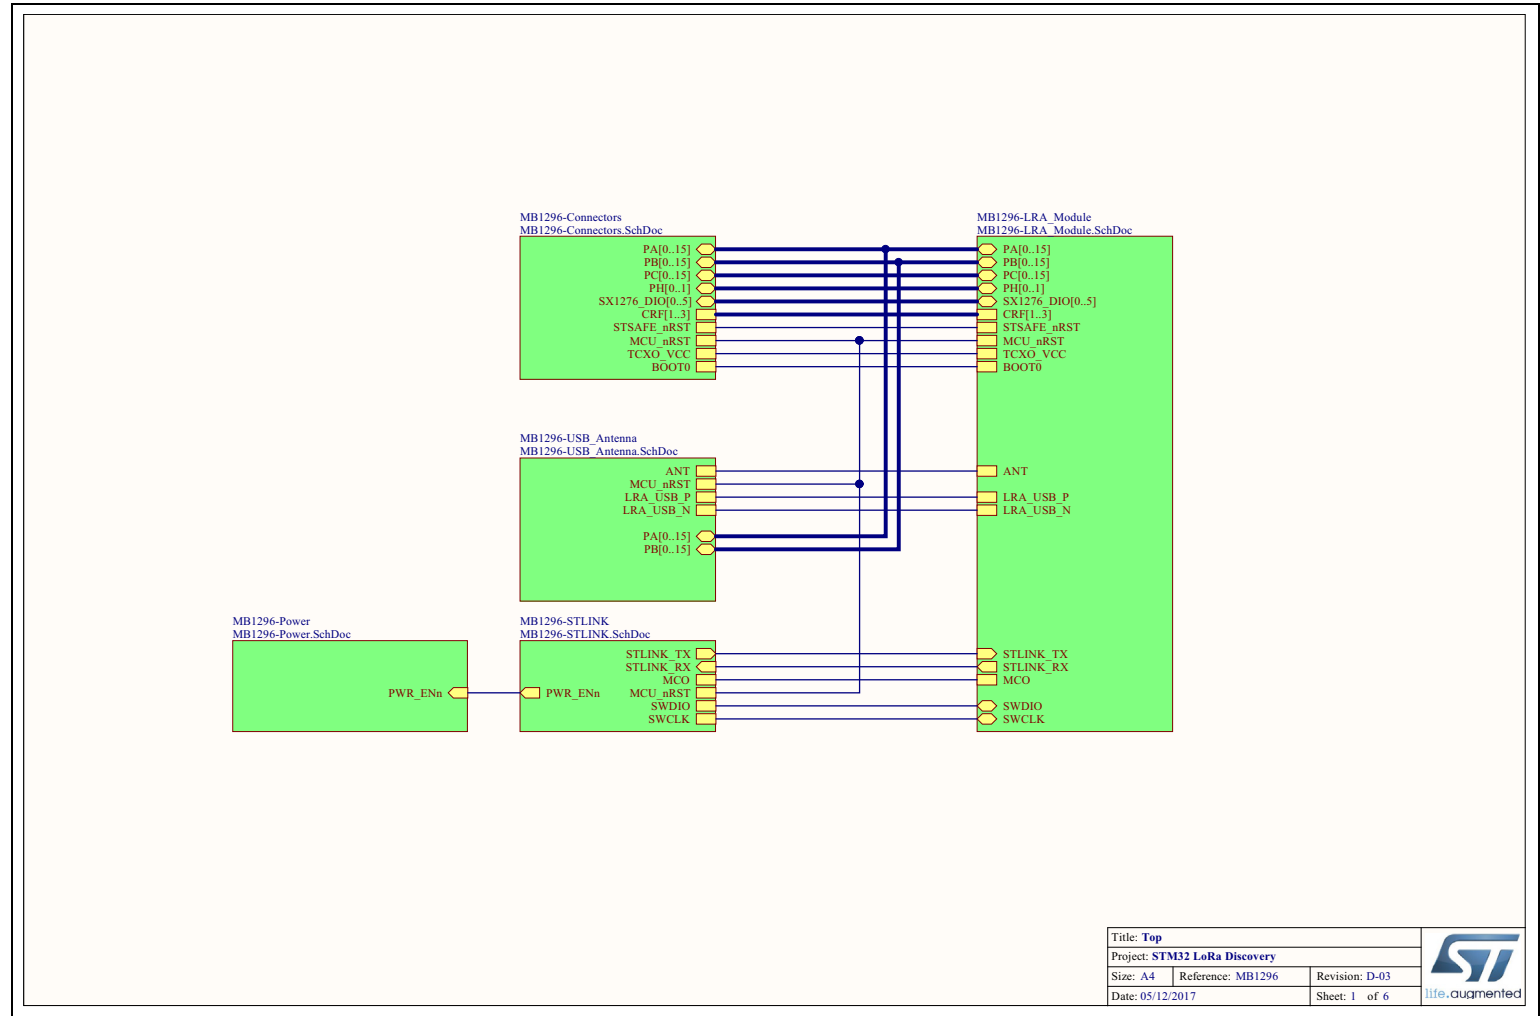 MB1296-Connectors
MB1296-Connectors.SchDoc
PA[0..15]
PB[0..15]
PC[0..15]
PH[0..1]
SX1276_DIO[0..5]
CRF[1..3]
STSAFE_nRST
MCU_nRST
TCXO_VCC
BOOT0
MB1296-LRA_Module
MB1296-LRA_Module.SchDoc
PA[0..15]
PB[0..15]
PC[0..15]
PH[0..1]
SX1276_DIO[0..5]
CRF[1..3]
STSAFE_nRST
MCU_nRST
TCXO_VCC
BOOT0
ANT
LRA_USB_P
LRA_USB_N
STLINK_TX
STLINK_RX
MCO
SWDIO
SWCLK
MB1296-USB_Antenna
MB1296-USB_Antenna.SchDoc
ANT
MCU_nRST
LRA_USB_P
LRA_USB_N
PA[0..15]
PB[0..15]
MB1296-Power
MB1296-Power.SchDoc
PWR_ENn
MB1296-STLINK
MB1296-STLINK.SchDoc
PWR_ENn
STLINK_TX
STLINK_RX
MCO
MCU_nRST
SWDIO
SWCLK
Title: Top
Project: STM32 LoRa Discovery
Size: A4 Reference: MB1296 Revision: D-03
Date: 05/12/2017 Sheet: 1 of 6
ST
life.augmented